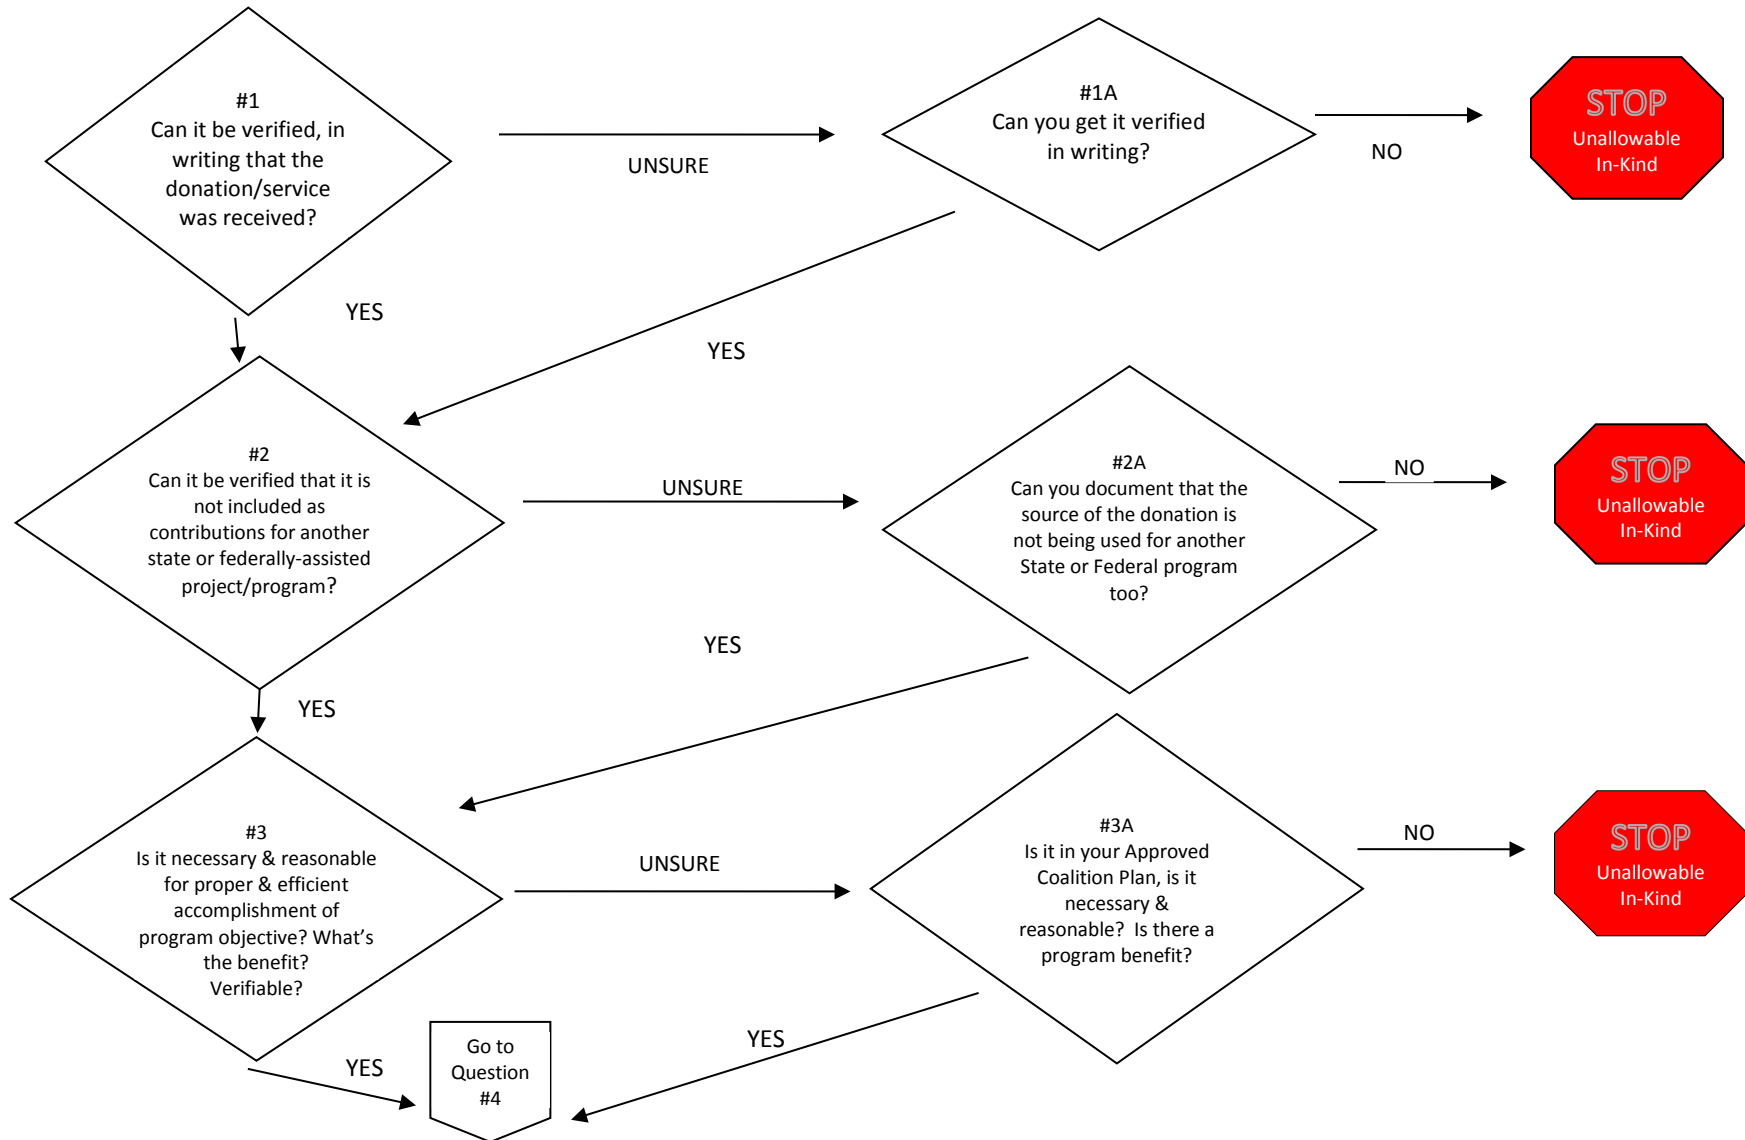 #1
Can it be verified, in
writing that the
donation/service
was received?
UNSURE
#1A
Can you get it verified
in writing?
NO
STOP
Unallowable
In-Kind
YES
YES
#2
Can it be verified that it is
not included as
contributions for another
state or federally-assisted
project/program?
UNSURE
#2A
Can you document that the
source of the donation is
not being used for another
State or Federal program
too?
NO
STOP
Unallowable
In-Kind
YES
YES
#3
Is it necessary & reasonable
for proper & efficient
accomplishment of
program objective? What’s
the benefit?
Verifiable?
UNSURE
#3A
Is it in your Approved
Coalition Plan, is it
necessary &
reasonable?  Is there a
program benefit?
NO
STOP
Unallowable
In-Kind
YES
Go to
Question
#4
YES